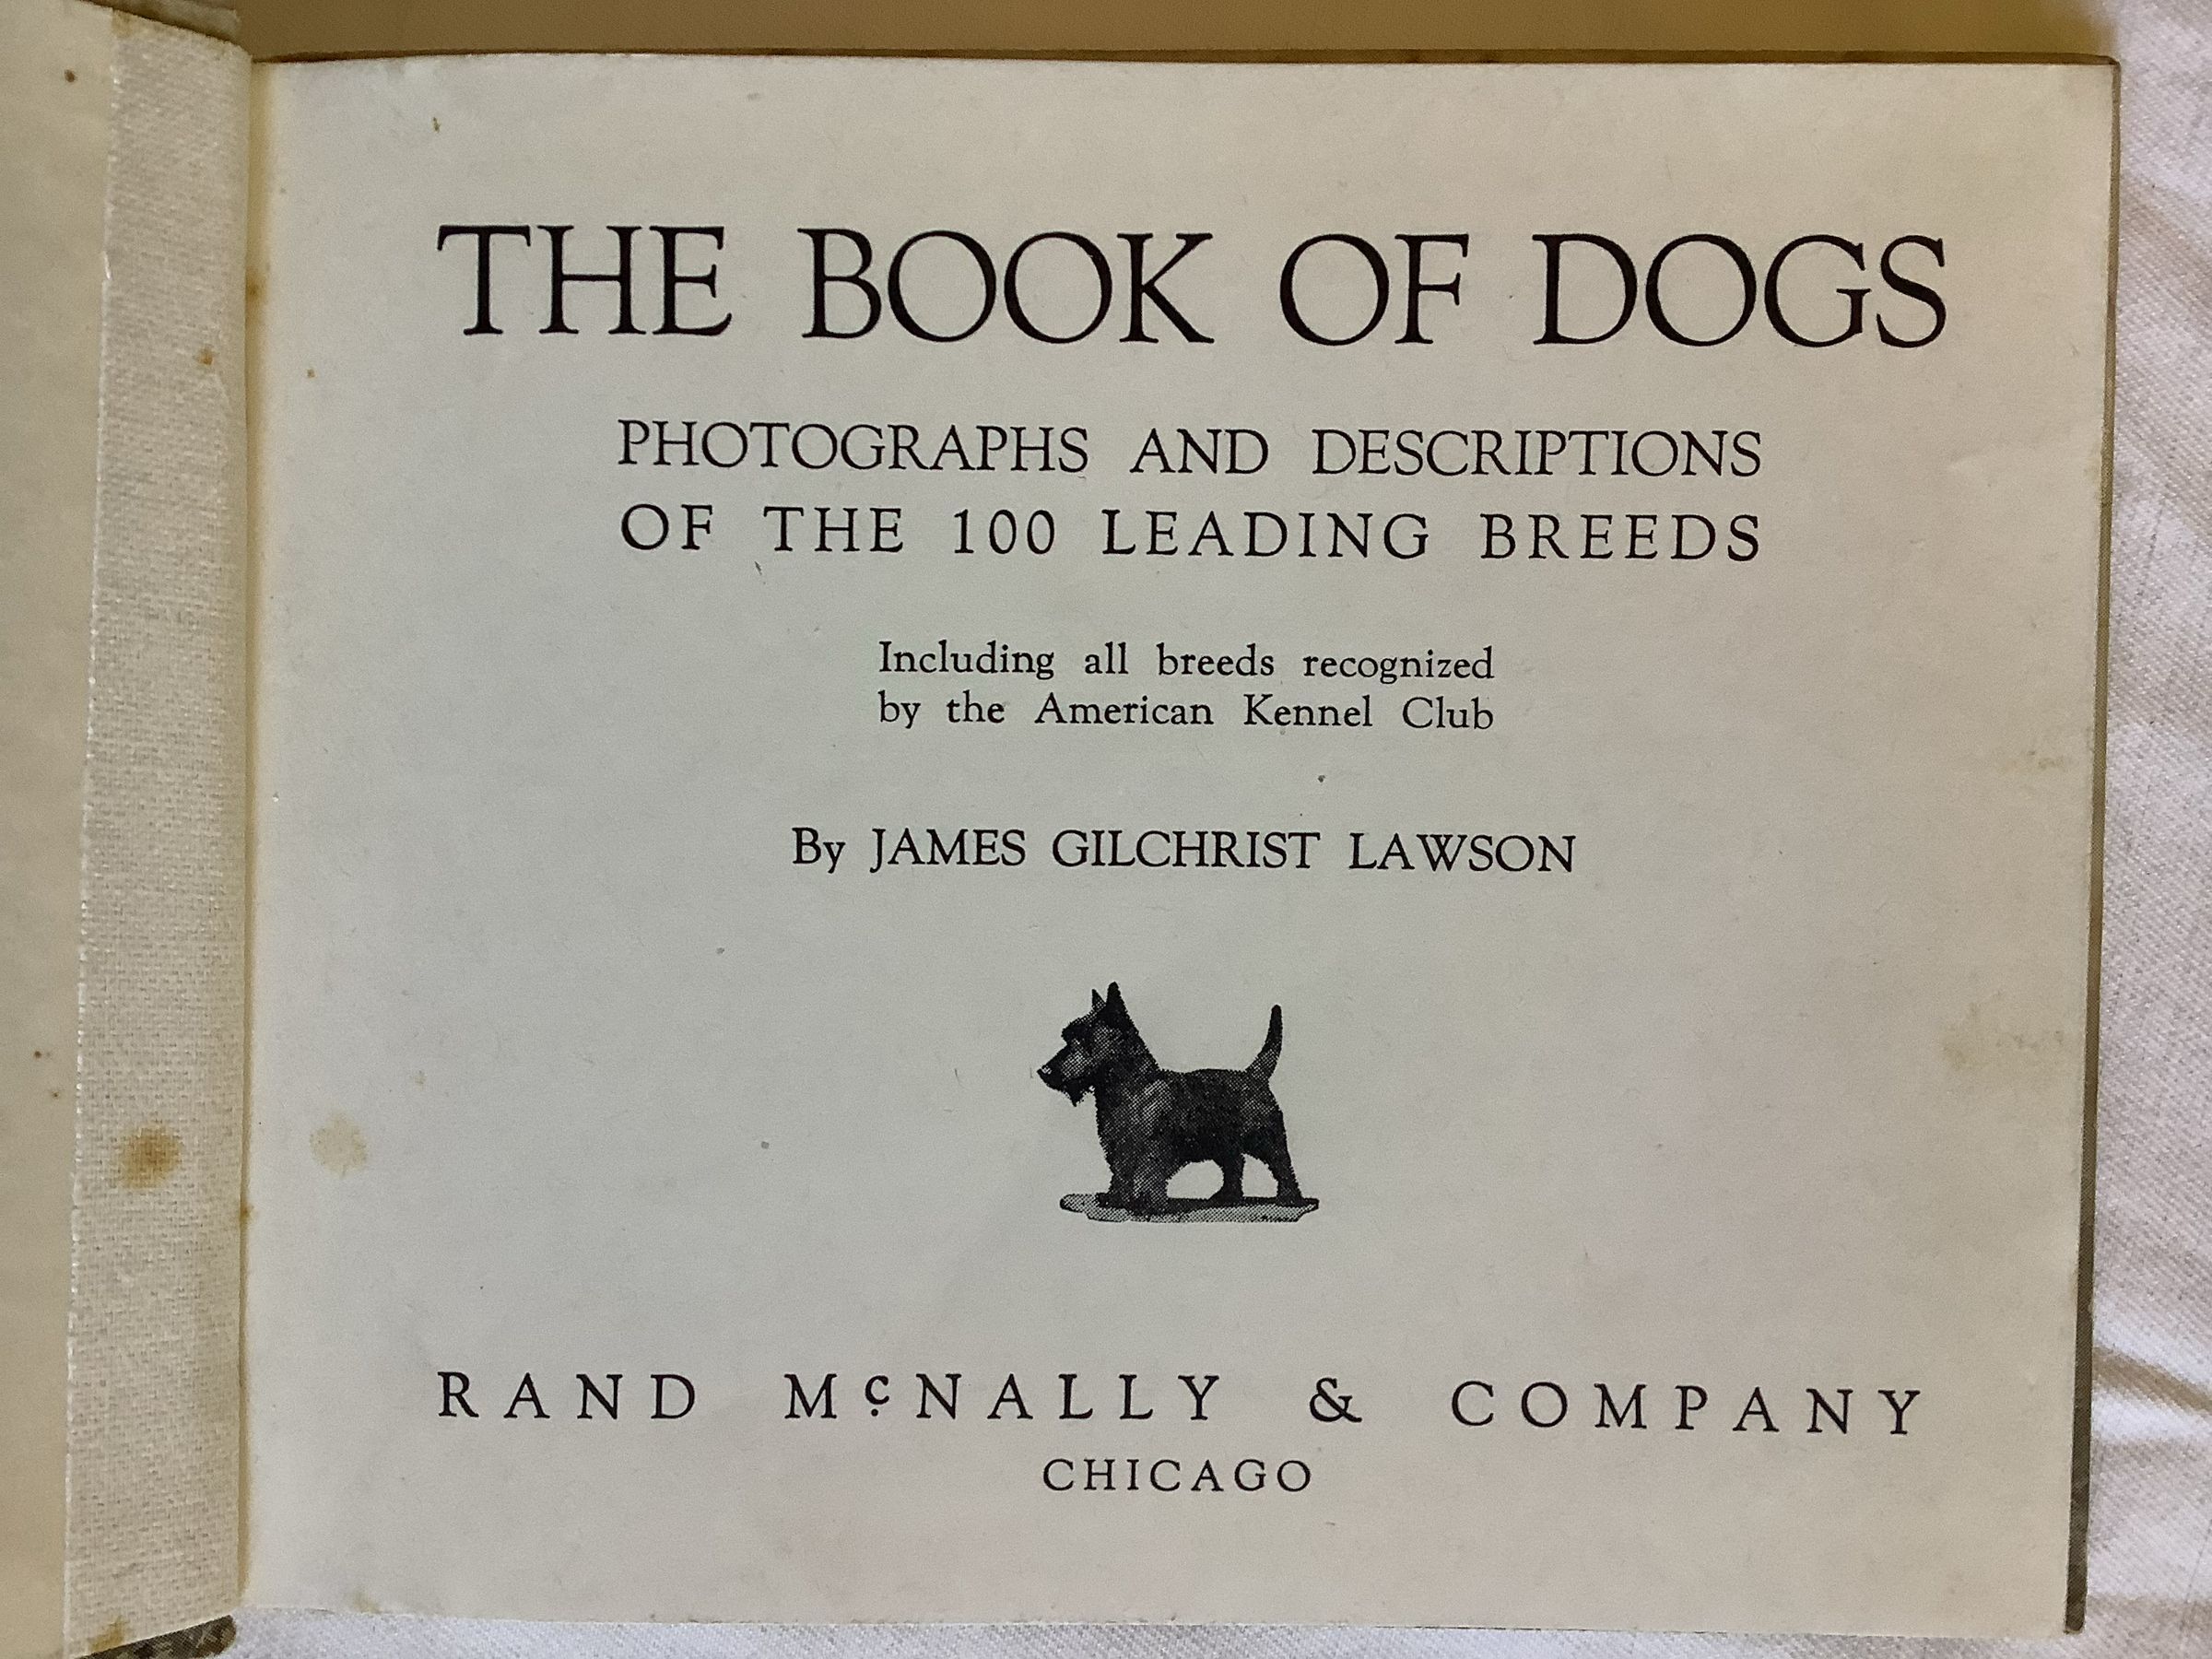 THE BOOK OF DOGS
PHOTOGRAPHS AND DESCRIPTIONS
OF THE 100 LEADING BREEDS
Including all breeds recognized
by the American Kennel Club
By JAMES GILCHRIST LAWSON
RAND McNALLY & COMPANY
CHICAGO